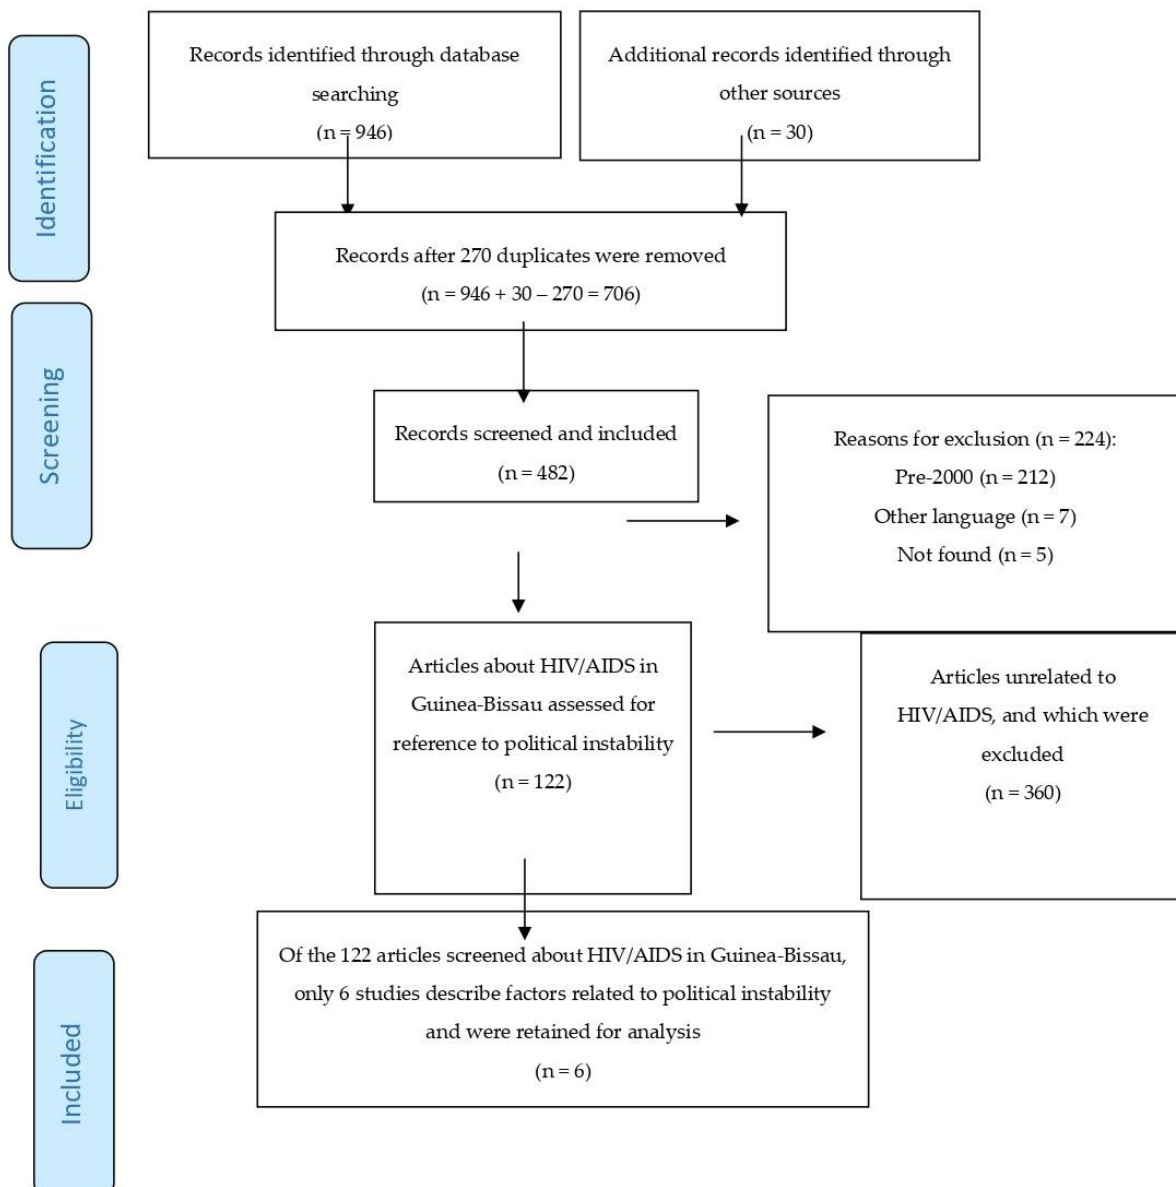 Identification
Records identified through database
searching
(n = 946)
Additional records identified through
other sources
(n = 30)
Records after 270 duplicates were removed
(n = 946 + 30 – 270 = 706)
Screening
Records screened and included
(n = 482)
Reasons for exclusion (n = 224):
Pre-2000 (n = 212)
Other language (n = 7)
Not found (n = 5)
Eligibility
Articles about HIV/AIDS in
Guinea-Bissau assessed for
reference to political instability
(n = 122)
Articles unrelated to
HIV/AIDS, and which were
excluded
(n = 360)
Included
Of the 122 articles screened about HIV/AIDS in Guinea-Bissau,
only 6 studies describe factors related to political instability
and were retained for analysis
(n = 6)